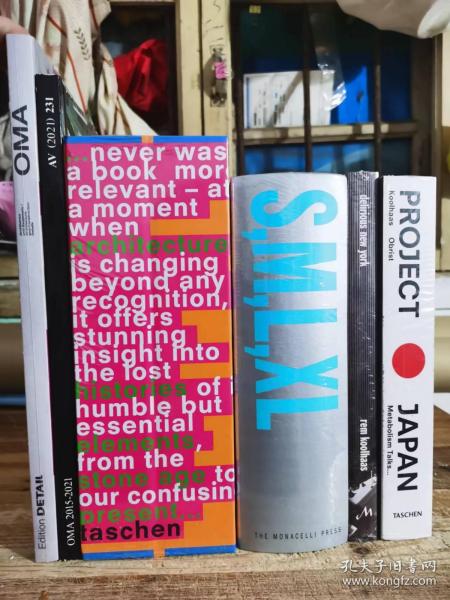 OMA
Edition DETAIL
AV (2021) 231
OMA 2015-2021
...never was
a book more
relevant – at
a moment
when
architecture
is changing
beyond any
recognition,
it offers
stunning
insight into
the lost
histories of
humble but
essential
elements,
from the
stone age to
our confusin
present...
taschen
S,M,L,XL
THE MONACELLI PRESS
delirious new york
rem koolhaas
M
PROJECT
JAPAN
Koolhaas Obrist
Metabolism Talks...
TASCHEN
孔夫子旧书网
www.kongfz.com